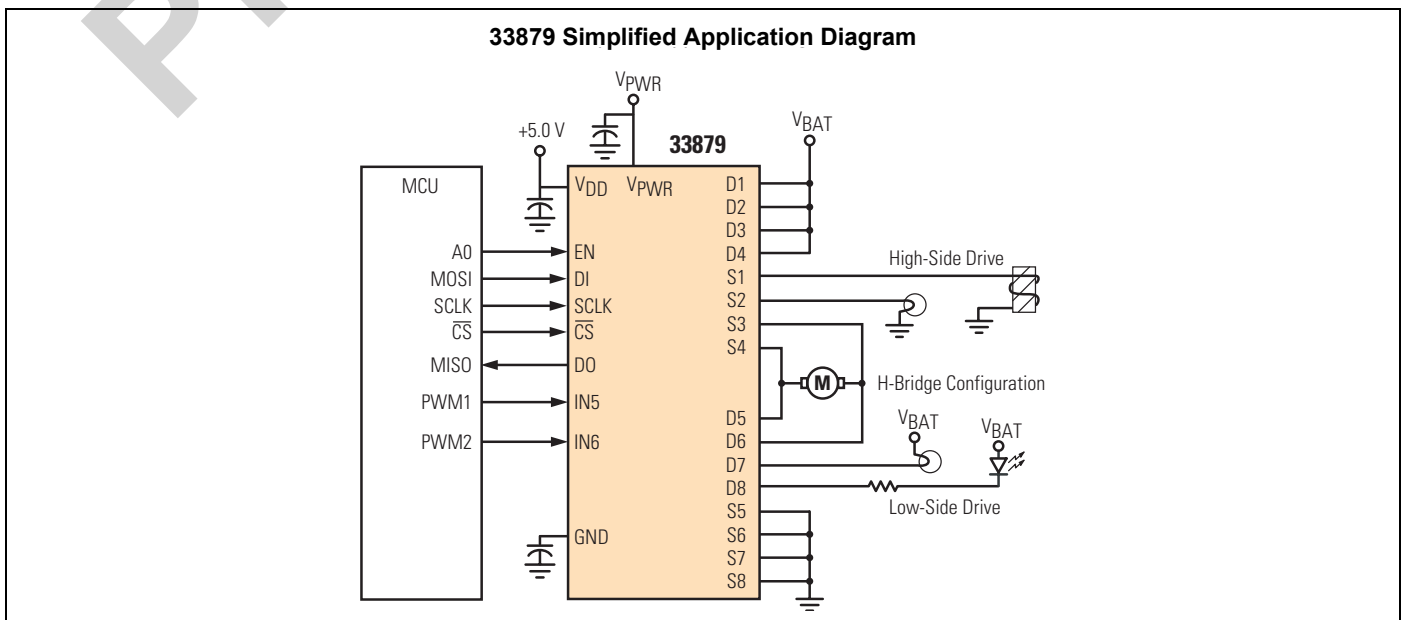 33879 Simplified Application Diagram
VPWR
+5.0 V
33879
VBAT
MCU
VDD VPWR
D1
D2
D3
D4
A0
EN
High-Side Drive
MOSI
DI
S1
SCLK
SCLK
S2
CS
CS
S3
S4
MISO
DO
M
H-Bridge Configuration
PWM1
IN5
D5
VBAT
VBAT
PWM2
IN6
D6
D7
D8
Low-Side Drive
S5
GND
S6
S7
S8